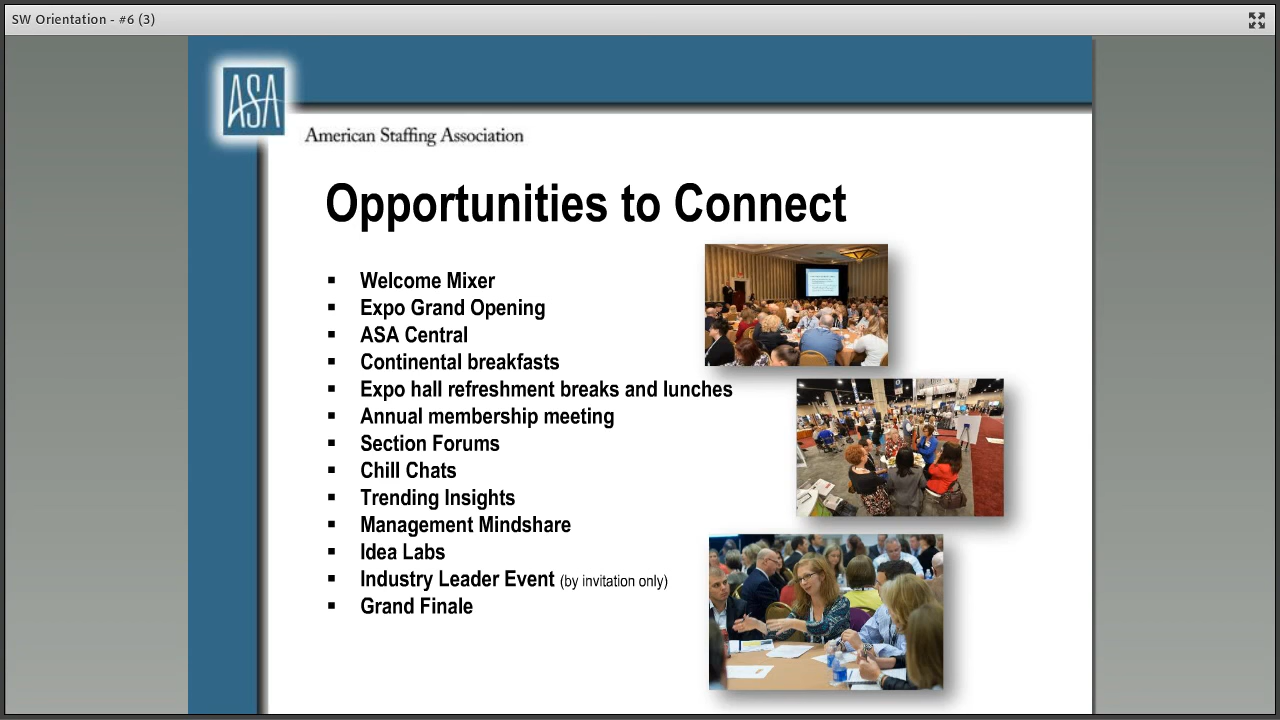 SW Orientation - #6 (3)
ASA
American Staffing Association
Opportunities to Connect
▪ Welcome Mixer
▪ Expo Grand Opening
▪ ASA Central
▪ Continental breakfasts
▪ Expo hall refreshment breaks and lunches
▪ Annual membership meeting
▪ Section Forums
▪ Chill Chats
▪ Trending Insights
▪ Management Mindshare
▪ Idea Labs
▪ Industry Leader Event (by invitation only)
▪ Grand Finale